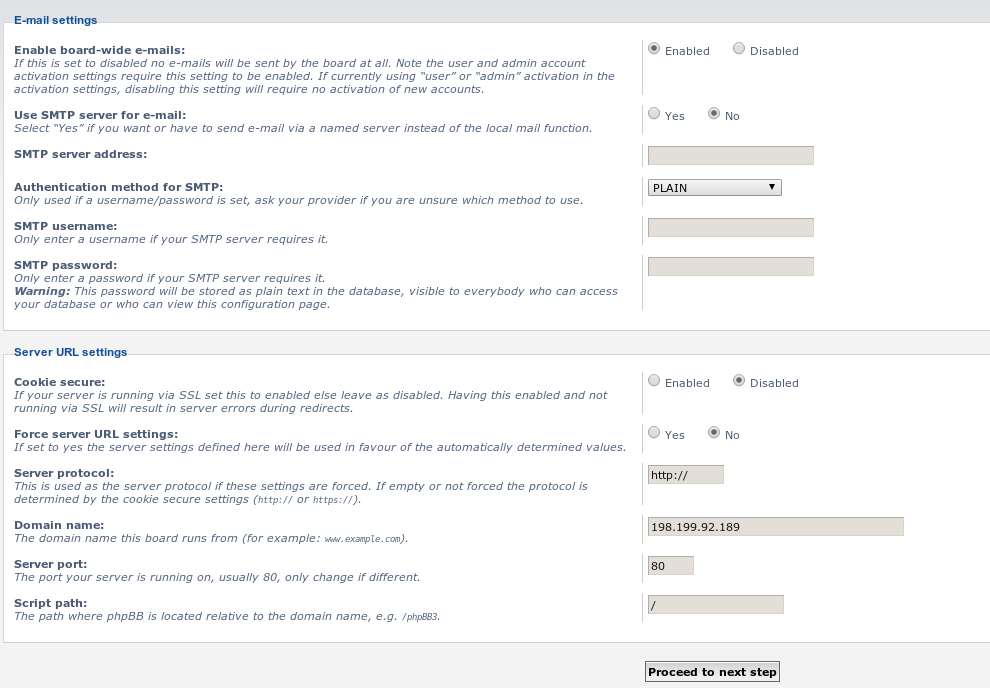 E-mail settings
Enable board-wide e-mails:
Enabled Disabled
If this is set to disabled no e-mails will be sent by the board at all. Note the user and admin account
activation settings require this setting to be enabled. If currently using “user” or “admin” activation in the
activation settings, disabling this setting will require no activation of new accounts.
Use SMTP server for e-mail:
Yes No
Select “Yes” if you want or have to send e-mail via a named server instead of the local mail function.
SMTP server address:
Authentication method for SMTP:
PLAIN
Only used if a username/password is set, ask your provider if you are unsure which method to use.
SMTP username:
Only enter a username if your SMTP server requires it.
SMTP password:
Only enter a password if your SMTP server requires it.
Warning: This password will be stored as plain text in the database, visible to everybody who can access
your database or who can view this configuration page.
Server URL settings
Cookie secure:
Enabled Disabled
If your server is running via SSL set this to enabled else leave as disabled. Having this enabled and not
running via SSL will result in server errors during redirects.
Force server URL settings:
Yes No
If set to yes the server settings defined here will be used in favour of the automatically determined values.
Server protocol:
http://
This is used as the server protocol if these settings are forced. If empty or not forced the protocol is
determined by the cookie secure settings (http:// or https://).
Domain name:
198.199.92.189
The domain name this board runs from (for example: www.example.com).
Server port:
80
The port your server is running on, usually 80, only change if different.
Script path:
/
The path where phpBB is located relative to the domain name, e.g. /phpBB3.
Proceed to next step